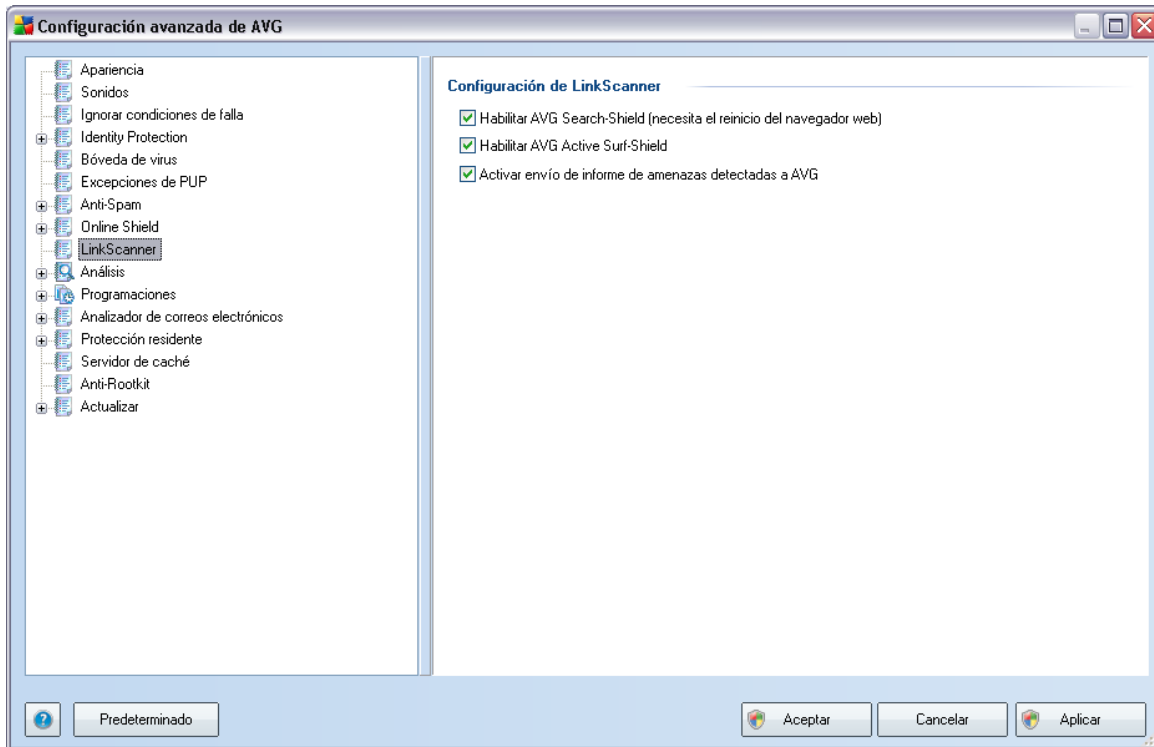 Configuración avanzada de AVG
Apariencia
Sonidos
Ignorar condiciones de falla
Identity Protection
Bóveda de virus
Excepciones de PUP
Anti-Spam
Online Shield
LinkScanner
Análisis
Programaciones
Analizador de correos electrónicos
Protección residente
Servidor de caché
Anti-Rootkit
Actualizar
Configuración de LinkScanner
Habilitar AVG Search-Shield (necesita el reinicio del navegador web)
Habilitar AVG Active Surf-Shield
Activar envío de informe de amenazas detectadas a AVG
Predeterminado
Aceptar
Cancelar
Aplicar